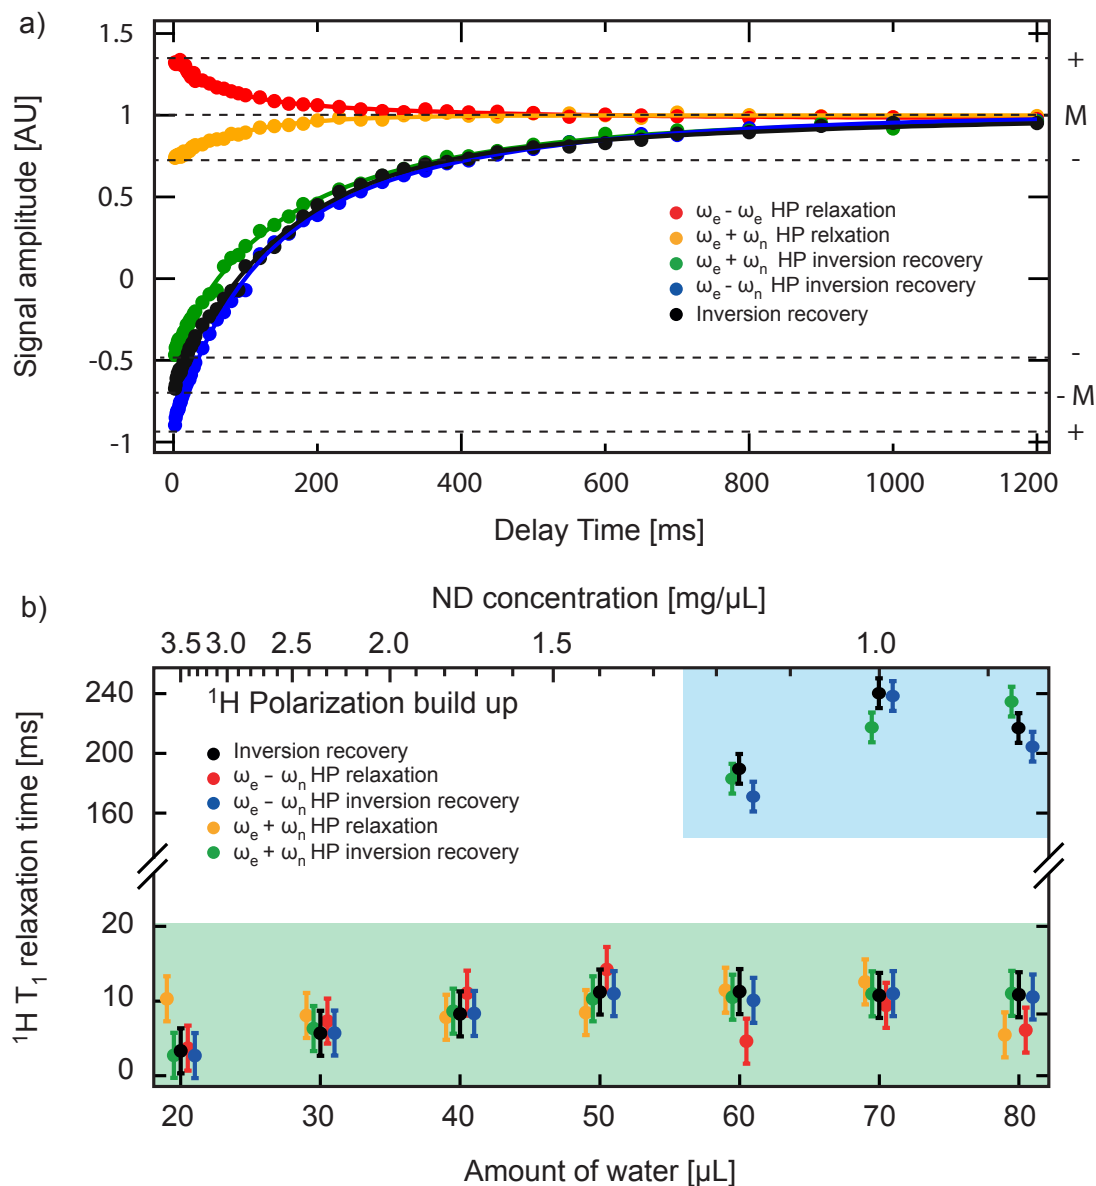 a)
1.5
1
0.5
0
-0.5
-1
Signal amplitude [AU]
+
M
-
-
- M
+
ωe - ωe HP relaxation
ωe + ωn HP relxation
ωe + ωn HP inversion recovery
ωe - ωn HP inversion recovery
Inversion recovery
0 200 400 600 800 1000 1200
Delay Time [ms]
b)
ND concentration [mg/µL]
3.5 3.0 2.5 2.0 1.5 1.0
240
200
160
20
10
0
¹H T₁ relaxation time [ms]
¹H Polarization build up
Inversion recovery
ωe − ωn HP relaxation
ωe − ωn HP inversion recovery
ωe + ωn HP relaxation
ωe + ωn HP inversion recovery
20 30 40 50 60 70 80
Amount of water [µL]